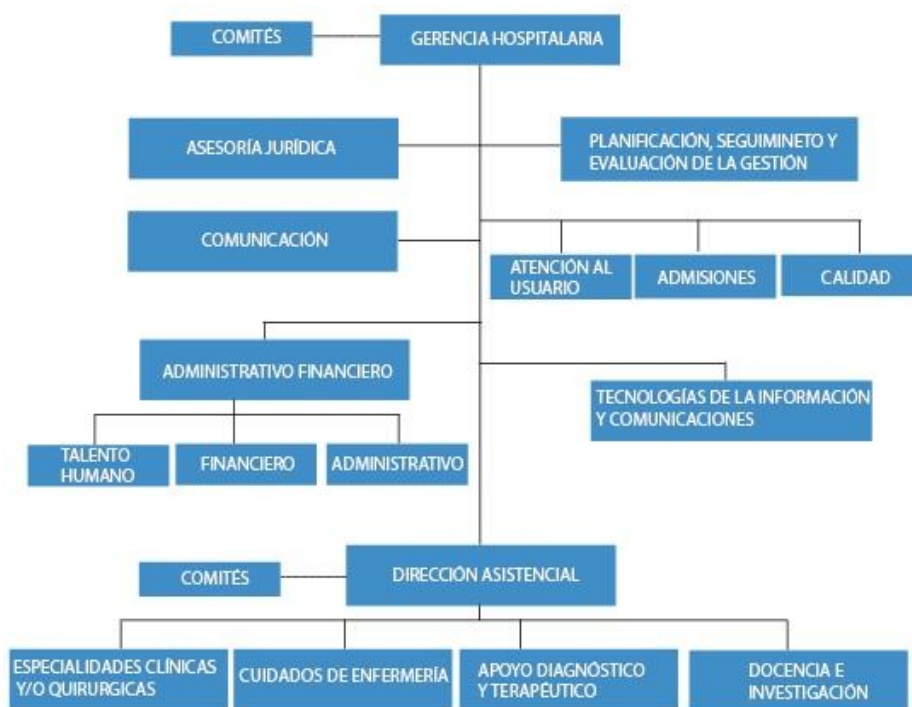 COMITÉS
GERENCIA HOSPITALARIA
ASESORÍA JURÍDICA
PLANIFICACIÓN, SEGUIMINETO Y
EVALUACIÓN DE LA GESTIÓN
COMUNICACIÓN
ATENCIÓN AL
USUARIO
ADMISIONES
CALIDAD
ADMINISTRATIVO FINANCIERO
TECNOLOGÍAS DE LA INFORMACIÓN
Y COMUNICACIONES
TALENTO
HUMANO
FINANCIERO
ADMINISTRATIVO
COMITÉS
DIRECCIÓN ASISTENCIAL
ESPECIALIDADES CLÍNICAS
Y/O QUIRURGICAS
CUIDADOS DE ENFERMERÍA
APOYO DIAGNÓSTICO
Y TERAPÉUTICO
DOCENCIA E
INVESTIGACIÓN